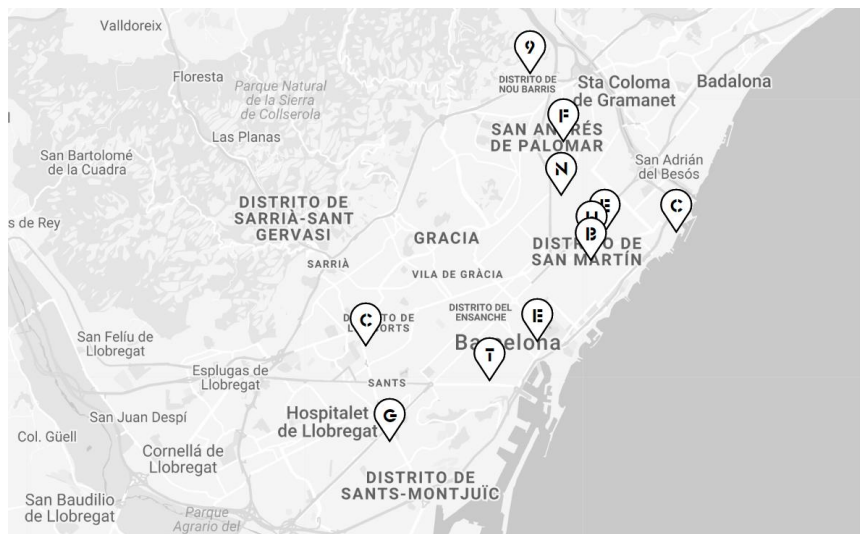 Valldoreix
9
Floresta
DISTRITO DE
NOU BARRIS
Sta Coloma
de Gramanet
Badalona
Parque Natural
de la Sierra
de Collserola
F
SAN ANDRÉS
DE PALOMAR
Las Planas
San Bartolomé
de la Cuadra
N
San Adrián
del Besós
DISTRITO DE
SARRIÀ-SANT
GERVASI
E
C
s de Rey
B
GRACIA
DISTRITO DE
SAN MARTÍN
SARRIÀ
VILA DE GRÀCIA
DISTRITO DEL
ENSANCHE
E
C
San Felíu de
Llobregat
Barcelona
T
Esplugas de
Llobregat
SANTS
San Juan Despí
Hospitalet
de Llobregat
G
Col. Güell
Cornellá de
Llobregat
DISTRITO DE
SANTS-MONTJUÏC
San Baudilio
de Llobregat
Parque
Agrario del